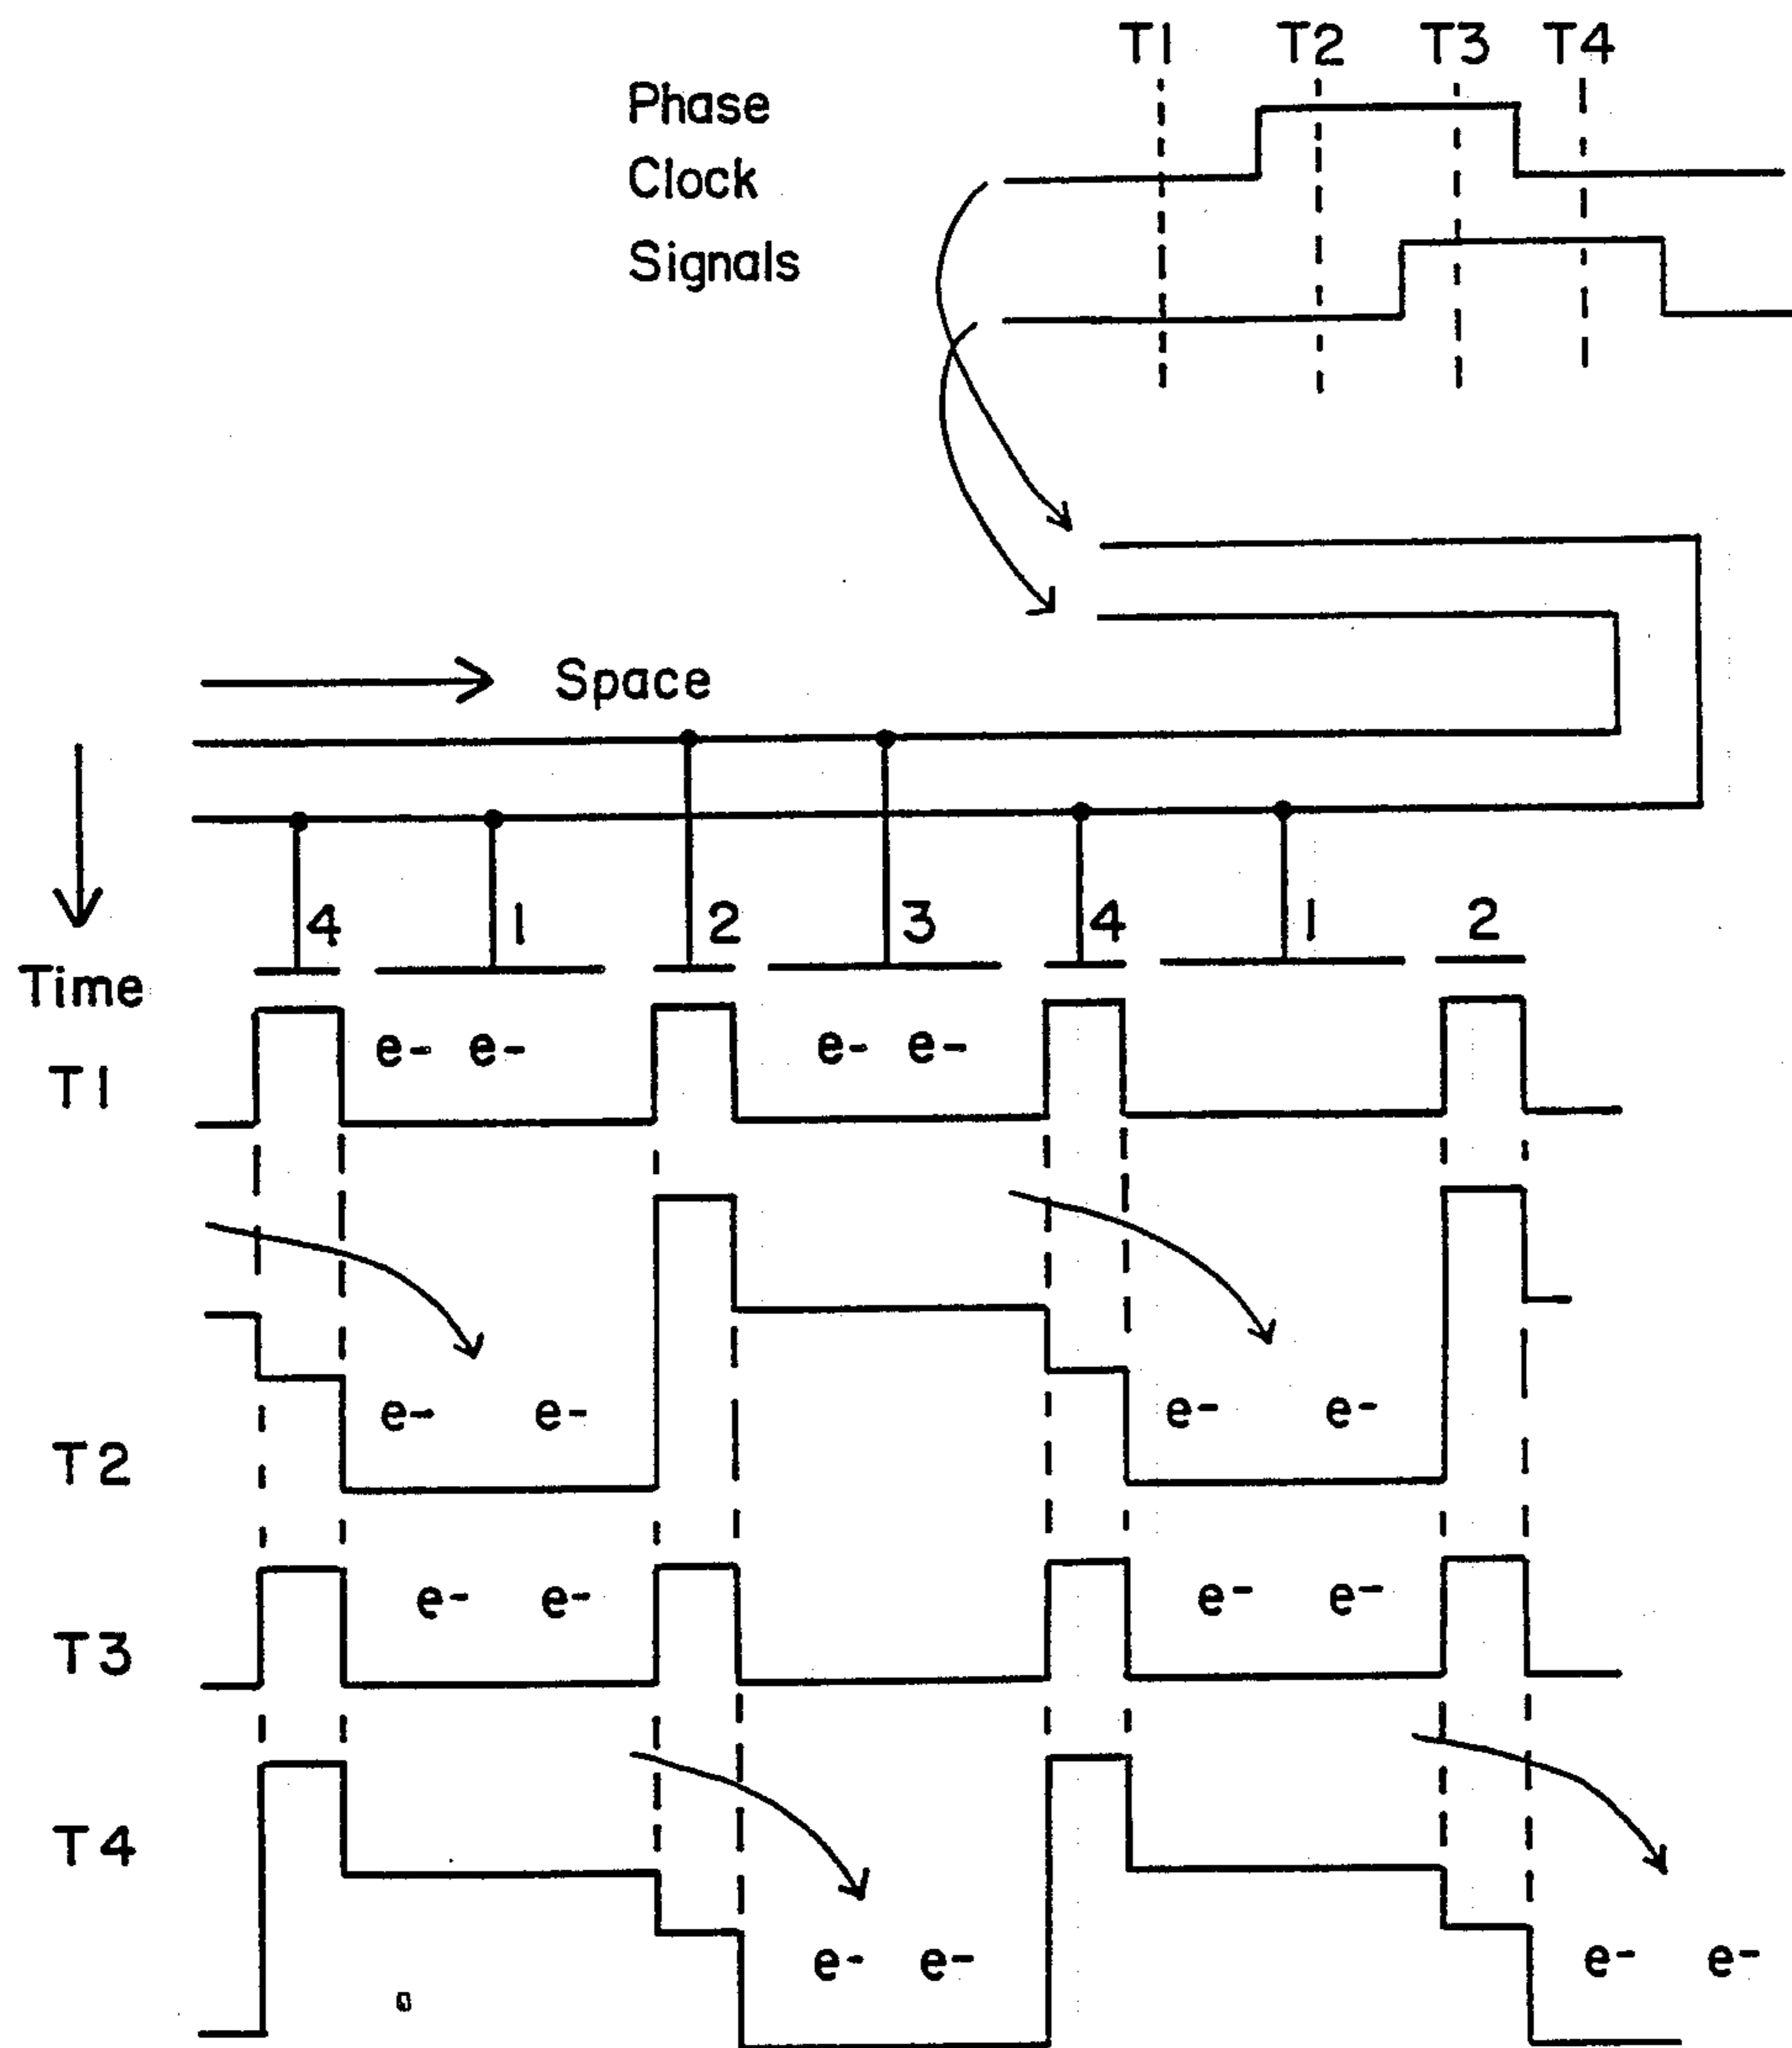 T1 T2 T3 T4
Phase
Clock
Signals
Space
4 1 2 3 4 1 2
Time
e- e- e- e-
T1
e- e- e- e-
T2
e- e- e- e-
T3
T4
e- e- e- e-